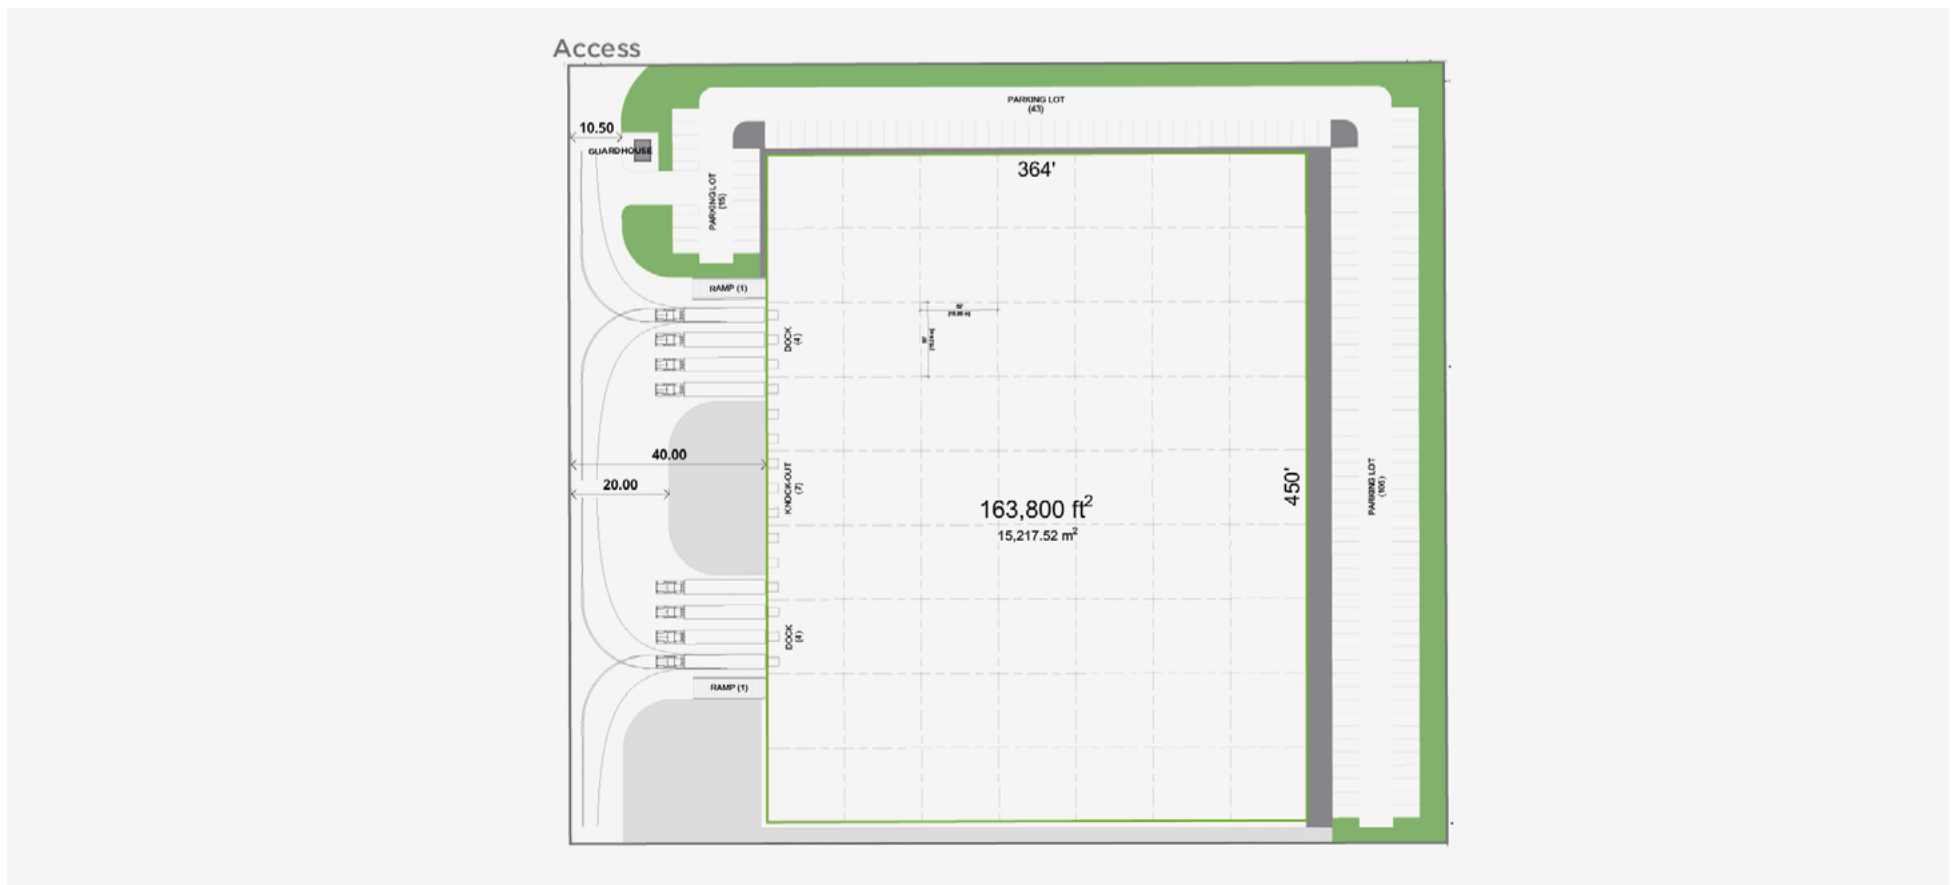 Access
PARKING LOT
(43)
10.50
GUARDHOUSE
364'
PARKING LOT
(15)
RAMP (1)
DOCK
(4)
40.00
20.00
KNOCK-OUT
(7)
450'
PARKING LOT
163,800 ft²
15,217.52 m²
DOCK
(4)
RAMP (1)